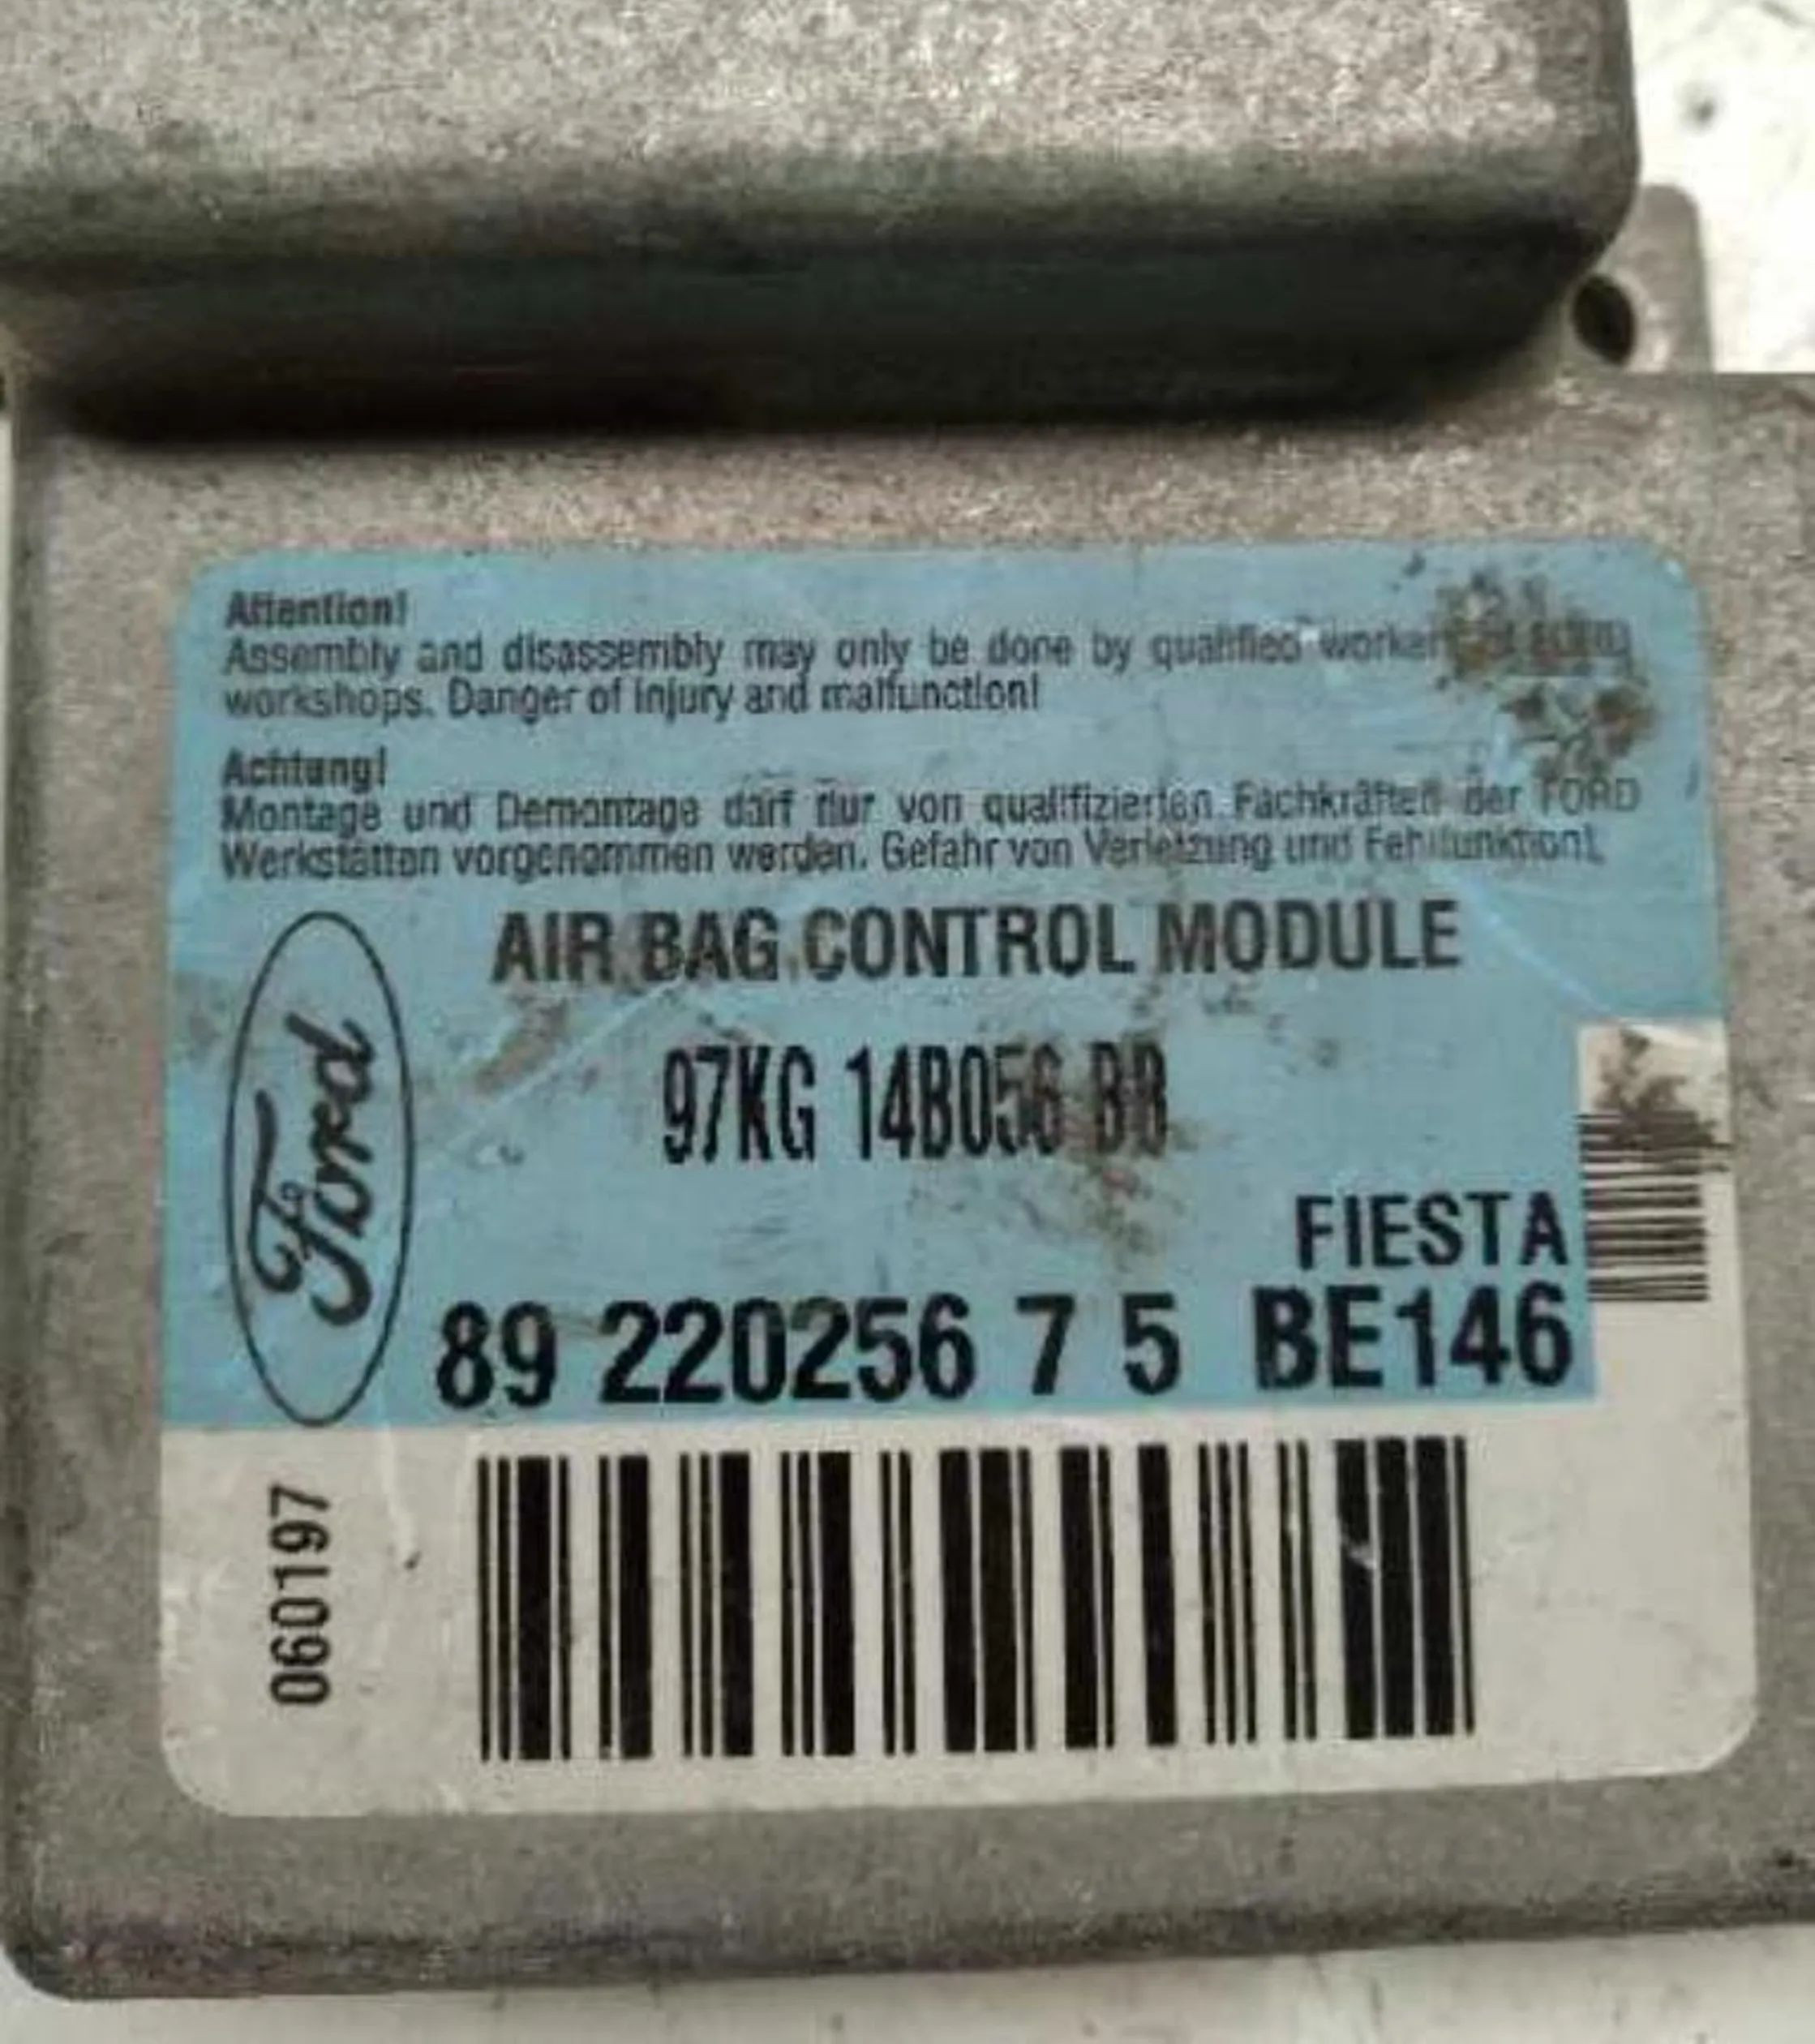 Attention!
Assembly and disassembly may only be done by qualified worker
workshops. Danger of injury and malfunction!
Achtung!
Montage und Demontage darf nur von qualifizierten Fachkräften der FORD
Werkstätten vorgenommen werden. Gefahr von Verletzung und Fehlfunktion!
AIR BAG CONTROL MODULE
Ford
97KG 14B056 BB
FIESTA
89 220256 7 5 BE146
060197